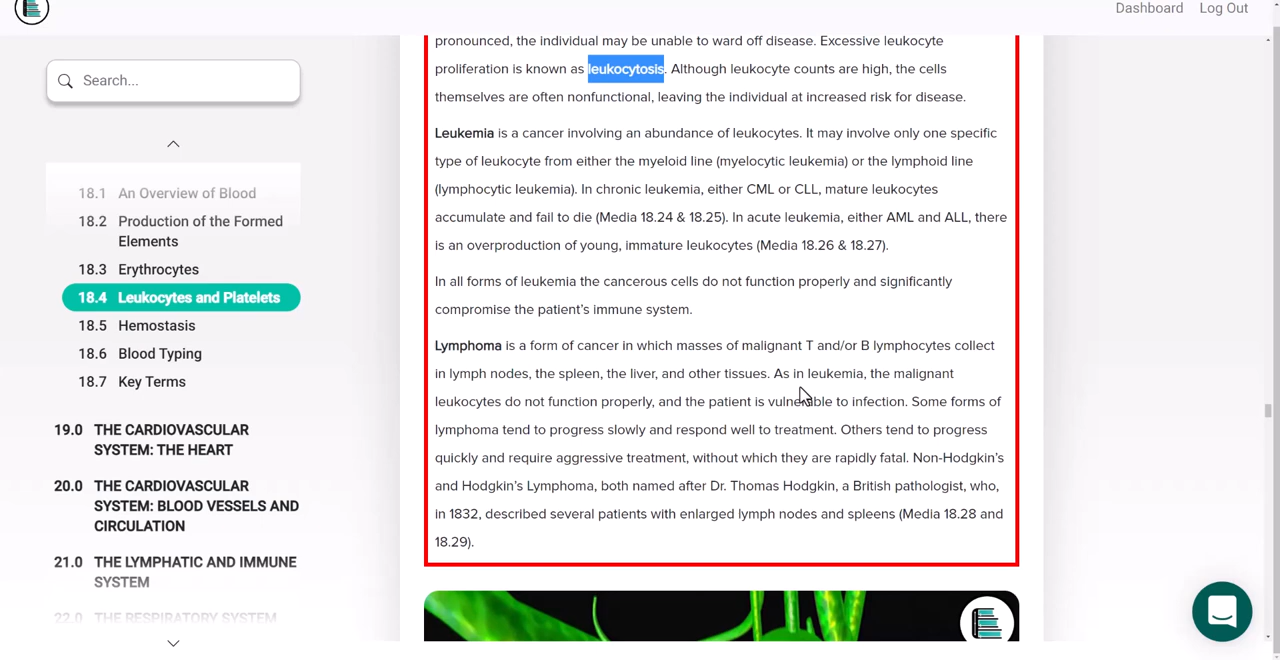 Dashboard Log Out
Search...
18.1 An Overview of Blood
18.2 Production of the Formed
Elements
18.3 Erythrocytes
18.4 Leukocytes and Platelets
18.5 Hemostasis
18.6 Blood Typing
18.7 Key Terms
19.0 THE CARDIOVASCULAR
SYSTEM: THE HEART
20.0 THE CARDIOVASCULAR
SYSTEM: BLOOD VESSELS AND
CIRCULATION
21.0 THE LYMPHATIC AND IMMUNE
SYSTEM
22.0 THE RESPIRATORY SYSTEM
pronounced, the individual may be unable to ward off disease. Excessive leukocyte
proliferation is known as leukocytosis. Although leukocyte counts are high, the cells
themselves are often nonfunctional, leaving the individual at increased risk for disease.
Leukemia is a cancer involving an abundance of leukocytes. It may involve only one specific
type of leukocyte from either the myeloid line (myelocytic leukemia) or the lymphoid line
(lymphocytic leukemia). In chronic leukemia, either CML or CLL, mature leukocytes
accumulate and fail to die (Media 18.24 & 18.25). In acute leukemia, either AML and ALL, there
is an overproduction of young, immature leukocytes (Media 18.26 & 18.27).
In all forms of leukemia the cancerous cells do not function properly and significantly
compromise the patient's immune system.
Lymphoma is a form of cancer in which masses of malignant T and/or B lymphocytes collect
in lymph nodes, the spleen, the liver, and other tissues. As in leukemia, the malignant
leukocytes do not function properly, and the patient is vulnerable to infection. Some forms of
lymphoma tend to progress slowly and respond well to treatment. Others tend to progress
quickly and require aggressive treatment, without which they are rapidly fatal. Non-Hodgkin's
and Hodgkin's Lymphoma, both named after Dr. Thomas Hodgkin, a British pathologist, who,
in 1832, described several patients with enlarged lymph nodes and spleens (Media 18.28 and
18.29).